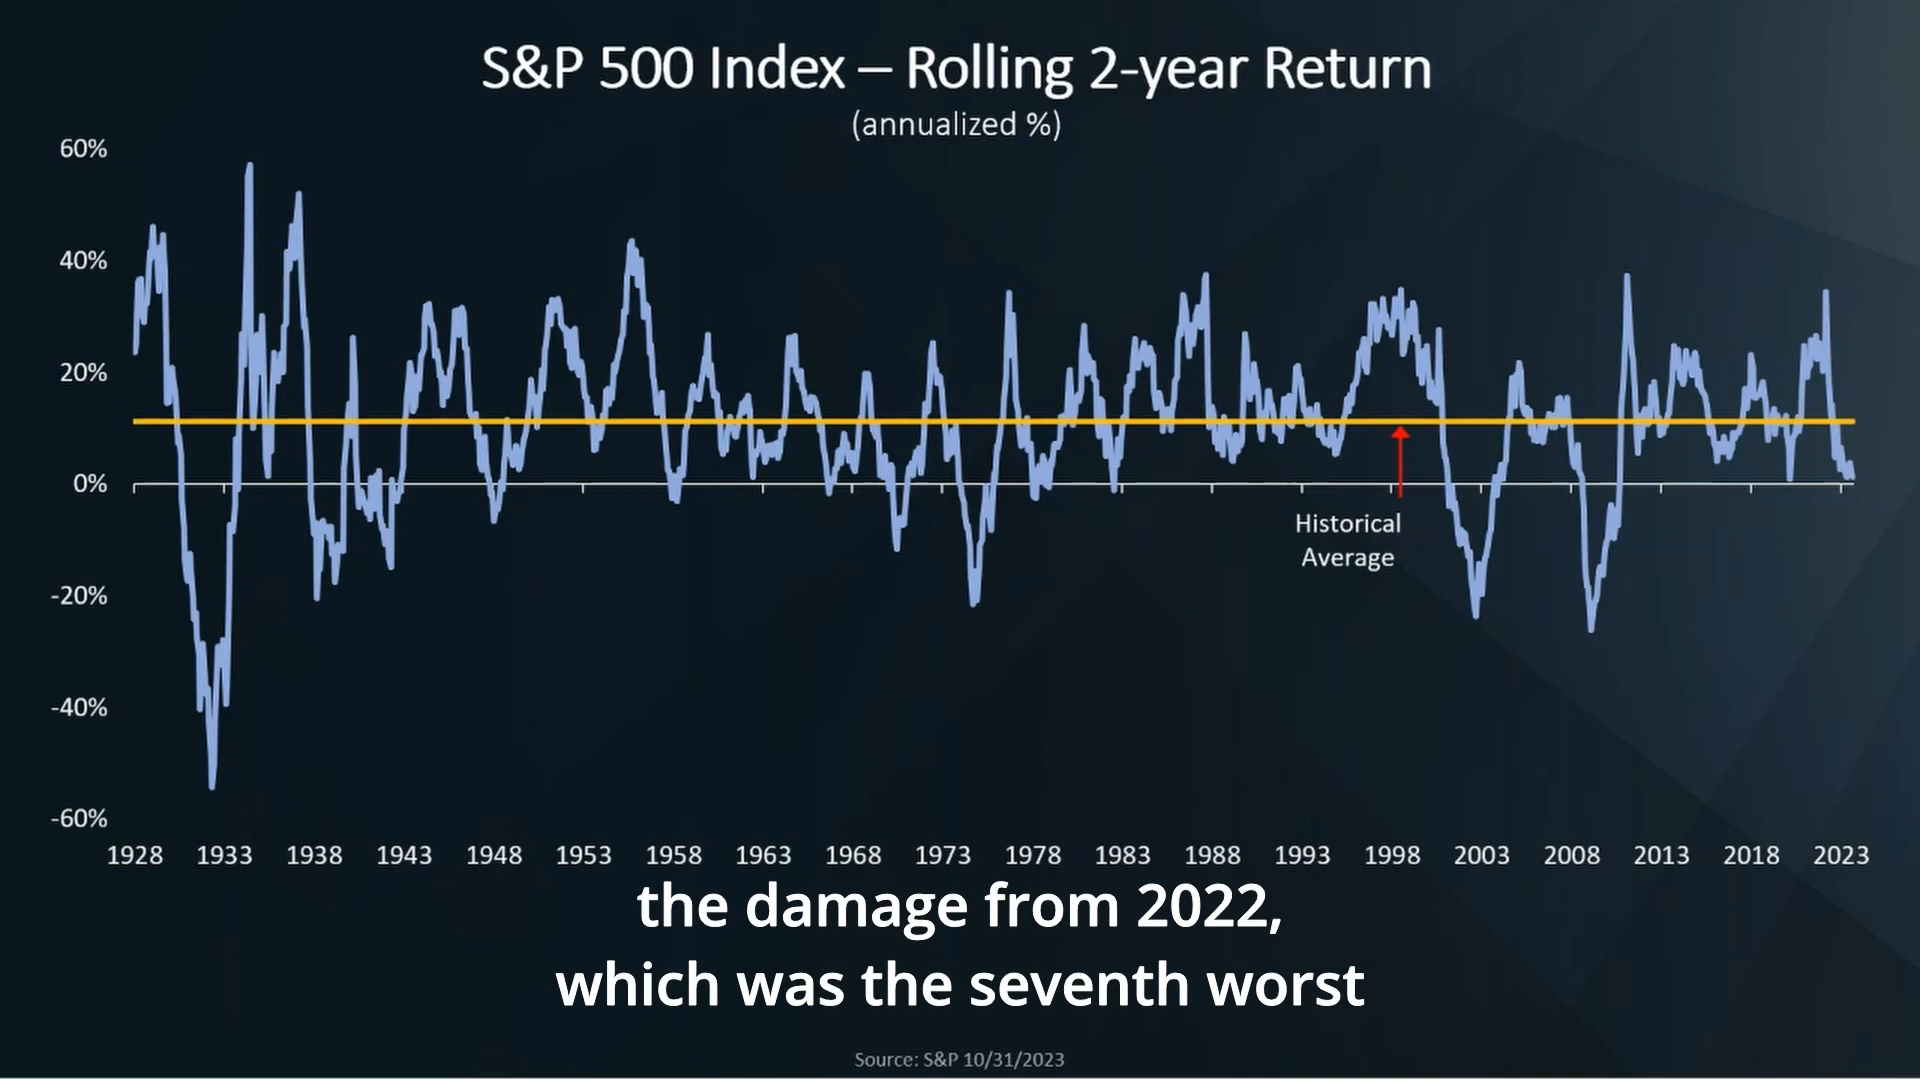 S&P 500 Index – Rolling 2-year Return
(annualized %)
60%
40%
20%
0%
-20%
-40%
-60%
Historical
Average
1928 1933 1938 1943 1948 1953 1958 1963 1968 1973 1978 1983 1988 1993 1998 2003 2008 2013 2018 2023
the damage from 2022,
which was the seventh worst
Source: S&P 10/31/2023